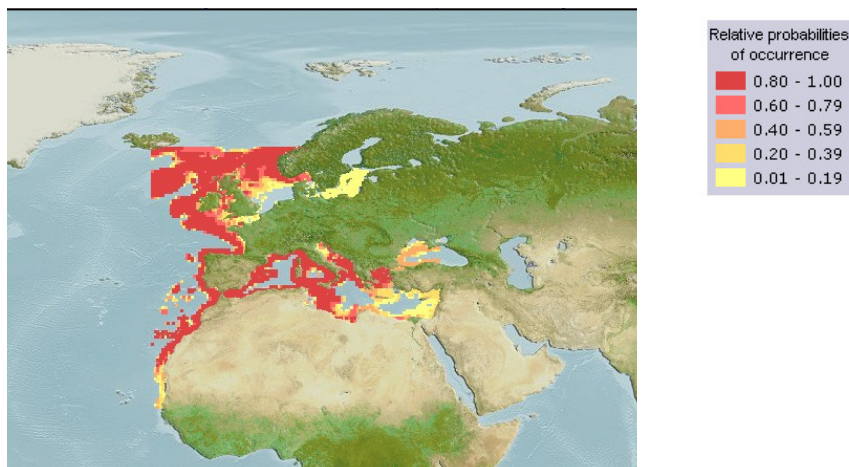 Relative probabilities
of occurrence
0.80 - 1.00
0.60 - 0.79
0.40 - 0.59
0.20 - 0.39
0.01 - 0.19